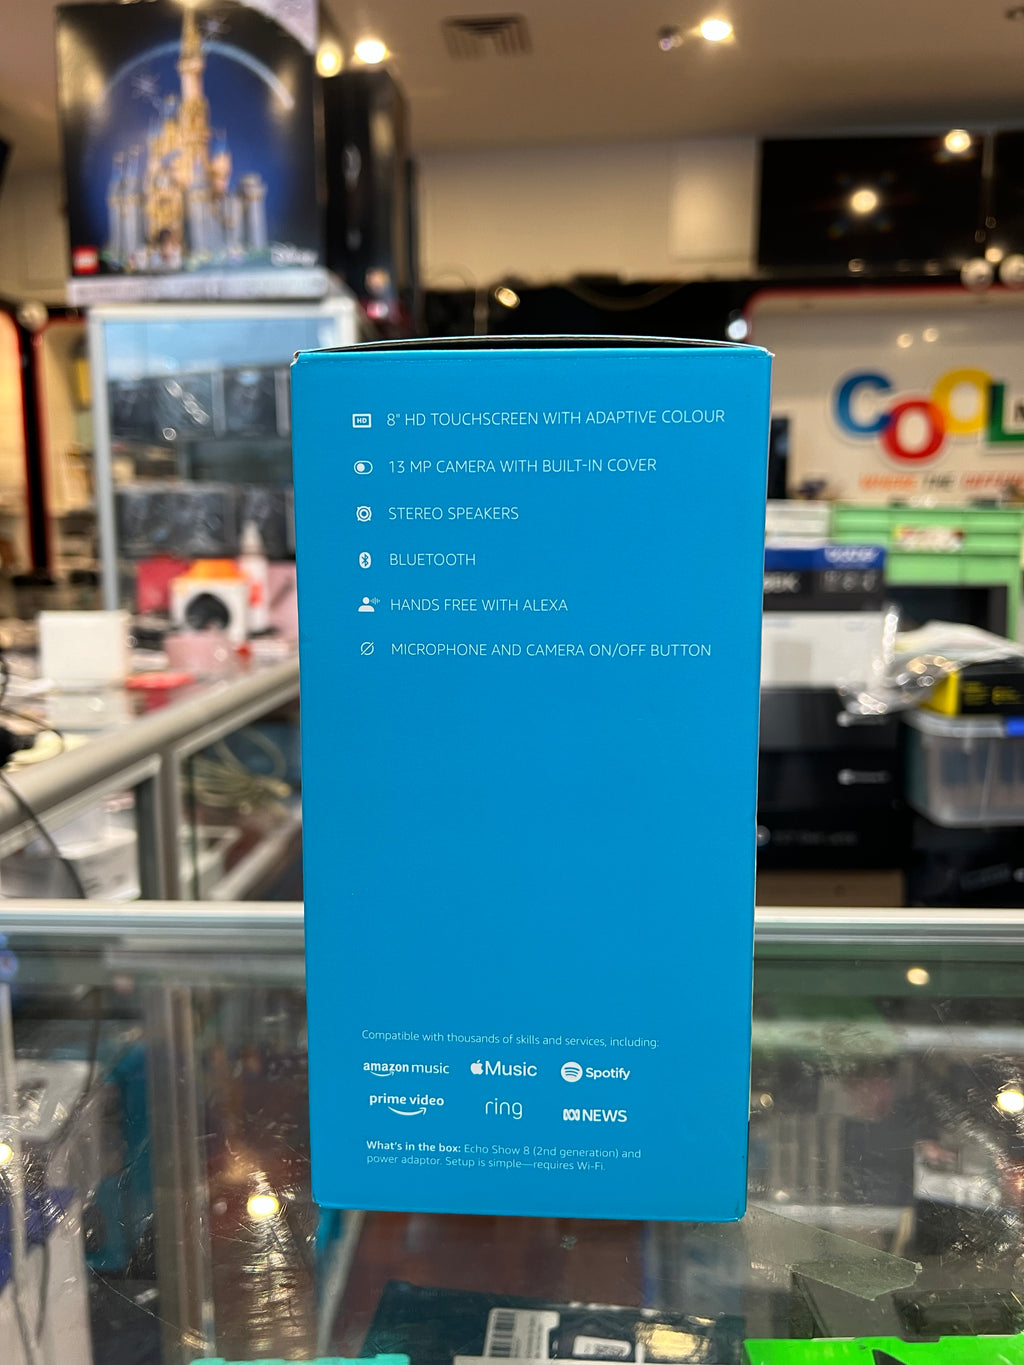 Disney
COOL
8" HD TOUCHSCREEN WITH ADAPTIVE COLOUR
HD
13 MP CAMERA WITH BUILT-IN COVER
STEREO SPEAKERS
BLUETOOTH
HANDS FREE WITH ALEXA
MICROPHONE AND CAMERA ON/OFF BUTTON
Compatible with thousands of skills and services, including:
amazon music
Music
Spotify
prime video
ring
NEWS
What's in the box: Echo Show 8 (2nd generation) and
power adaptor. Setup is simple—requires Wi-Fi.